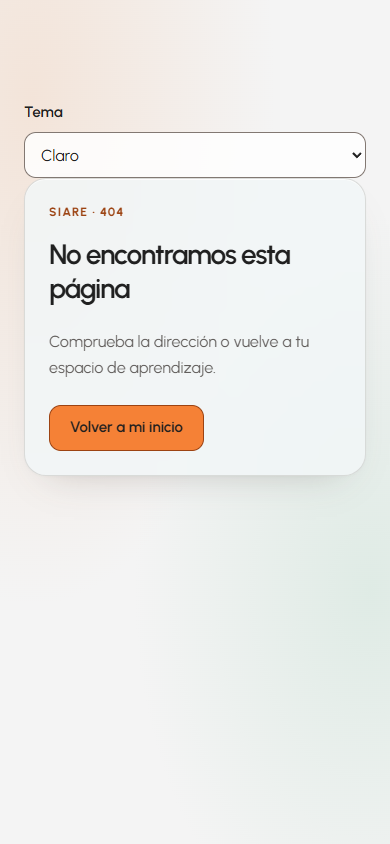 Tema
Claro
SIARE · 404
No encontramos esta
página
Comprueba la dirección o vuelve a tu
espacio de aprendizaje.
Volver a mi inicio